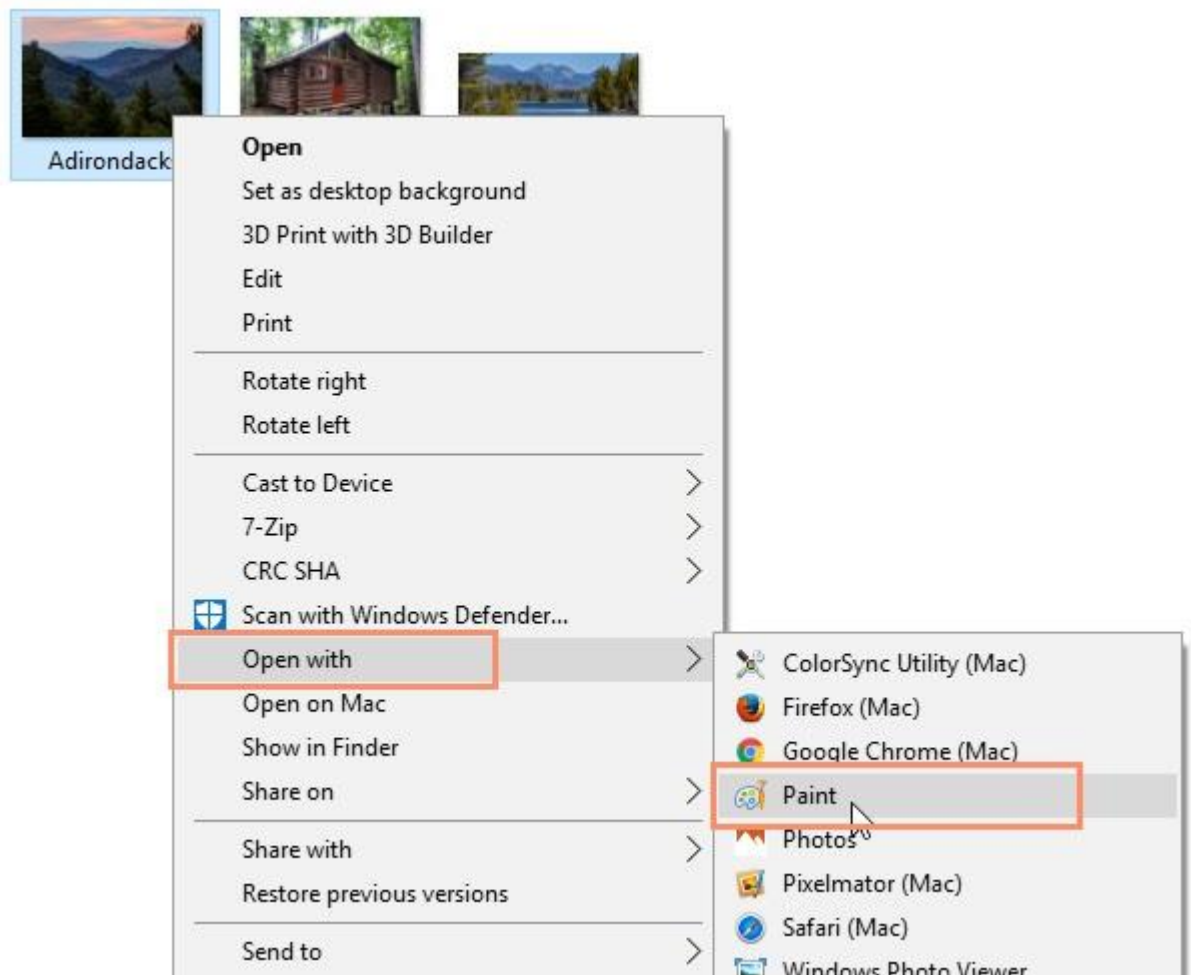 Adirondack
Open
Set as desktop background
3D Print with 3D Builder
Edit
Print
Rotate right
Rotate left
Cast to Device
7-Zip
CRC SHA
Scan with Windows Defender...
Open with
Open on Mac
Show in Finder
Share on
Share with
Restore previous versions
Send to
ColorSync Utility (Mac)
Firefox (Mac)
Google Chrome (Mac)
Paint
Photos
Pixelmator (Mac)
Safari (Mac)
Windows Photo Viewer